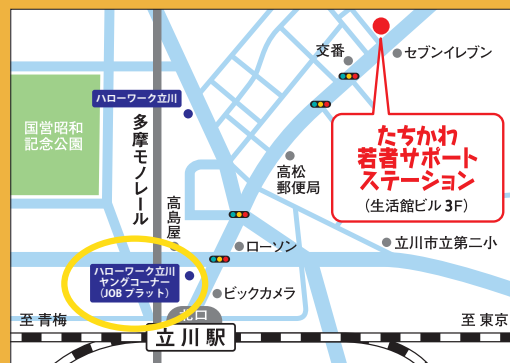 交番
セブンイレブン
ハローワーク立川
国営昭和
記念公園
多摩モノレール
たちかわ
若者サポート
ステーション
(生活館ビル 3F)
高松
郵便局
高島屋
ローソン
立川市立第二小
ハローワーク立川
ヤングコーナー
(JOBプラット)
ビックカメラ
北口
至 青梅
立川駅
至 東京